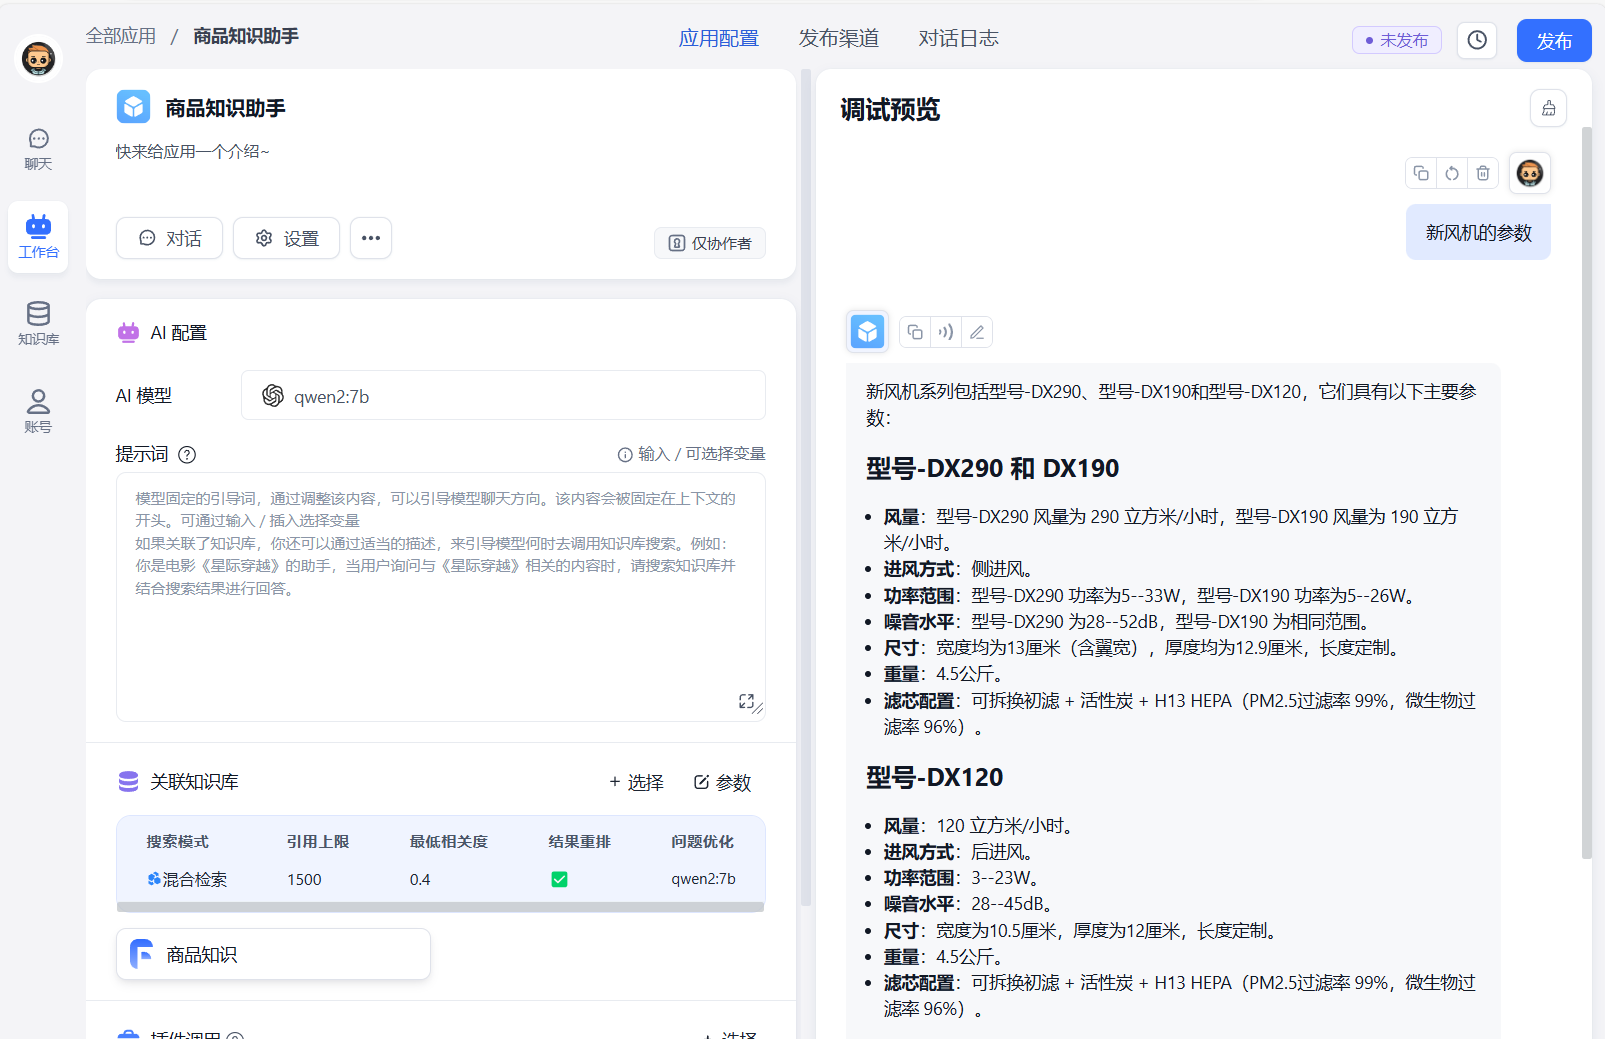 全部应用 / 商品知识助手
应用配置
发布渠道
对话日志
未发布
发布
聊天
工作台
知识库
账号
商品知识助手
快来给应用一个介绍~
对话
设置
仅协作者
AI 配置
AI 模型
qwen2:7b
提示词
输入 / 可选择变量
模型固定的引导词，通过调整该内容，可以引导模型聊天方向。该内容会被固定在上下文的
开头。可通过输入 / 插入选择变量
如果关联了知识库，你还可以通过适当的描述，来引导模型何时去调用知识库搜索。例如：
你是电影《星际穿越》的助手，当用户询问与《星际穿越》相关的内容时，请搜索知识库并
结合搜索结果进行回答。
关联知识库
+ 选择
参数
搜索模式 引用上限 最低相关度 结果重排 问题优化
混合检索 1500 0.4 qwen2:7b
商品知识
插件调用
+ 选择
调试预览
新风机的参数
新风机系列包括型号-DX290、型号-DX190和型号-DX120，它们具有以下主要参
数：
型号-DX290 和 DX190
• 风量：型号-DX290 风量为 290 立方米/小时，型号-DX190 风量为 190 立方
米/小时。
• 进风方式：侧进风。
• 功率范围：型号-DX290 功率为5--33W，型号-DX190 功率为5--26W。
• 噪音水平：型号-DX290 为28--52dB，型号-DX190 为相同范围。
• 尺寸：宽度均为13厘米（含翼宽），厚度均为12.9厘米，长度定制。
• 重量：4.5公斤。
• 滤芯配置：可拆换初滤 + 活性炭 + H13 HEPA（PM2.5过滤率 99%，微生物过
滤率 96%）。
型号-DX120
• 风量：120 立方米/小时。
• 进风方式：后进风。
• 功率范围：3--23W。
• 噪音水平：28--45dB。
• 尺寸：宽度为10.5厘米，厚度为12厘米，长度定制。
• 重量：4.5公斤。
• 滤芯配置：可拆换初滤 + 活性炭 + H13 HEPA（PM2.5过滤率 99%，微生物过
滤率 96%）。